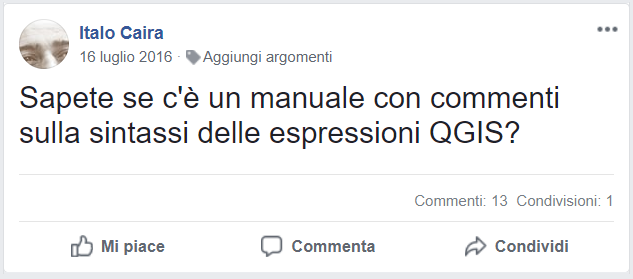 Italo Caira
16 luglio 2016 · Aggiungi argomenti
Sapete se c'è un manuale con commenti
sulla sintassi delle espressioni QGIS?
Commenti: 13 Condivisioni: 1
Mi piace Commenta Condividi